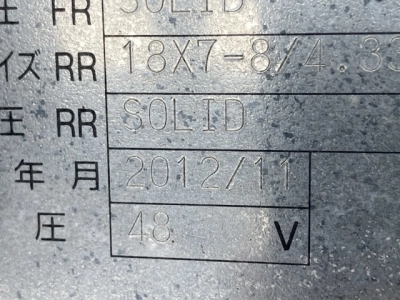 圧 FR SOLID
イズ RR 18X7-8/4.33
圧 RR SOLID
年 月 2012/11
圧 48 V